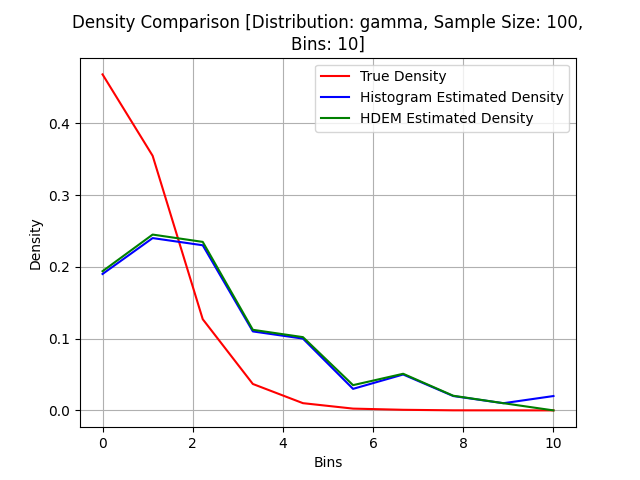 Density Comparison [Distribution: gamma, Sample Size: 100,
Bins: 10]
True Density
Histogram Estimated Density
HDEM Estimated Density
Density
0.4
0.3
0.2
0.1
0.0
0 2 4 6 8 10
Bins